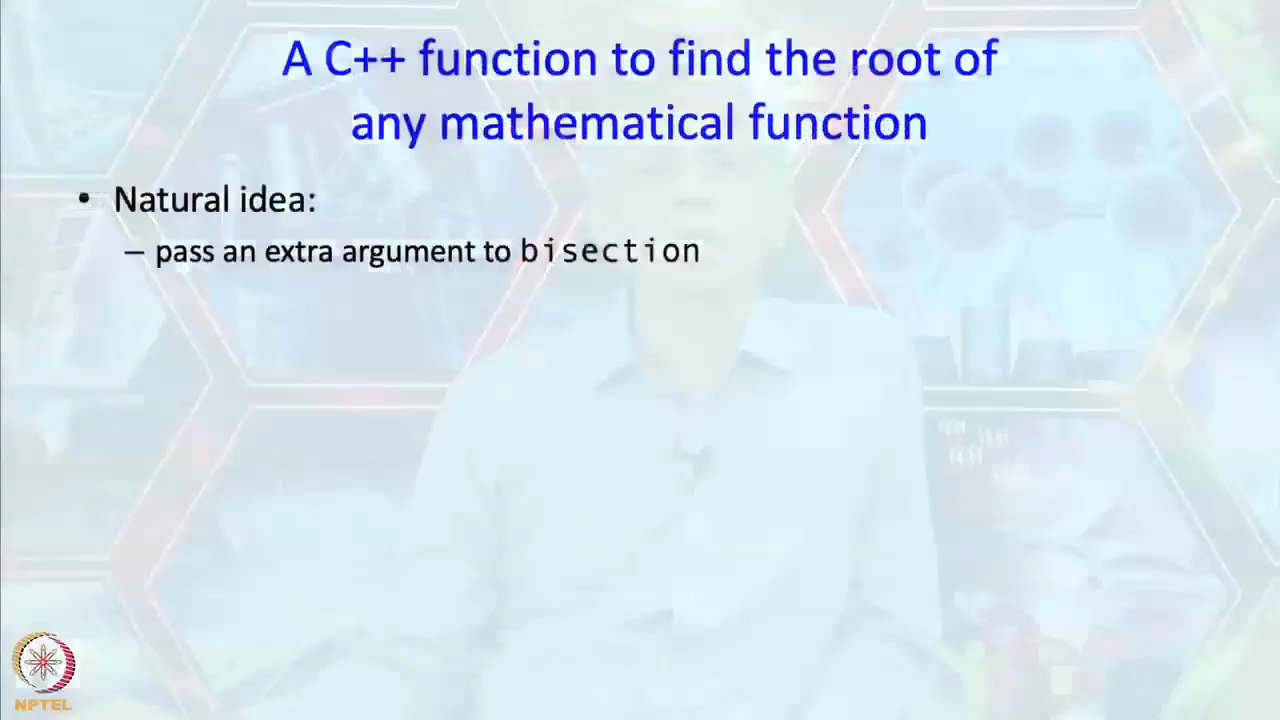 A C++ function to find the root of
any mathematical function
• Natural idea:
– pass an extra argument to bisection
NPTEL